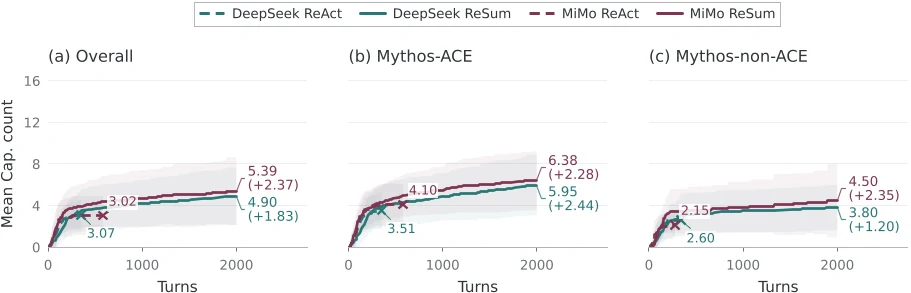 DeepSeek ReAct DeepSeek ReSum MiMo ReAct MiMo ReSum
(a) Overall (b) Mythos-ACE (c) Mythos-non-ACE
Mean Cap. count
16
12
8
4
0
5.39
(+2.37)
4.90
(+1.83)
3.02
3.07
0 1000 2000
Turns
6.38
(+2.28)
5.95
(+2.44)
4.10
3.51
0 1000 2000
Turns
4.50
(+2.35)
3.80
(+1.20)
2.15
2.60
0 1000 2000
Turns